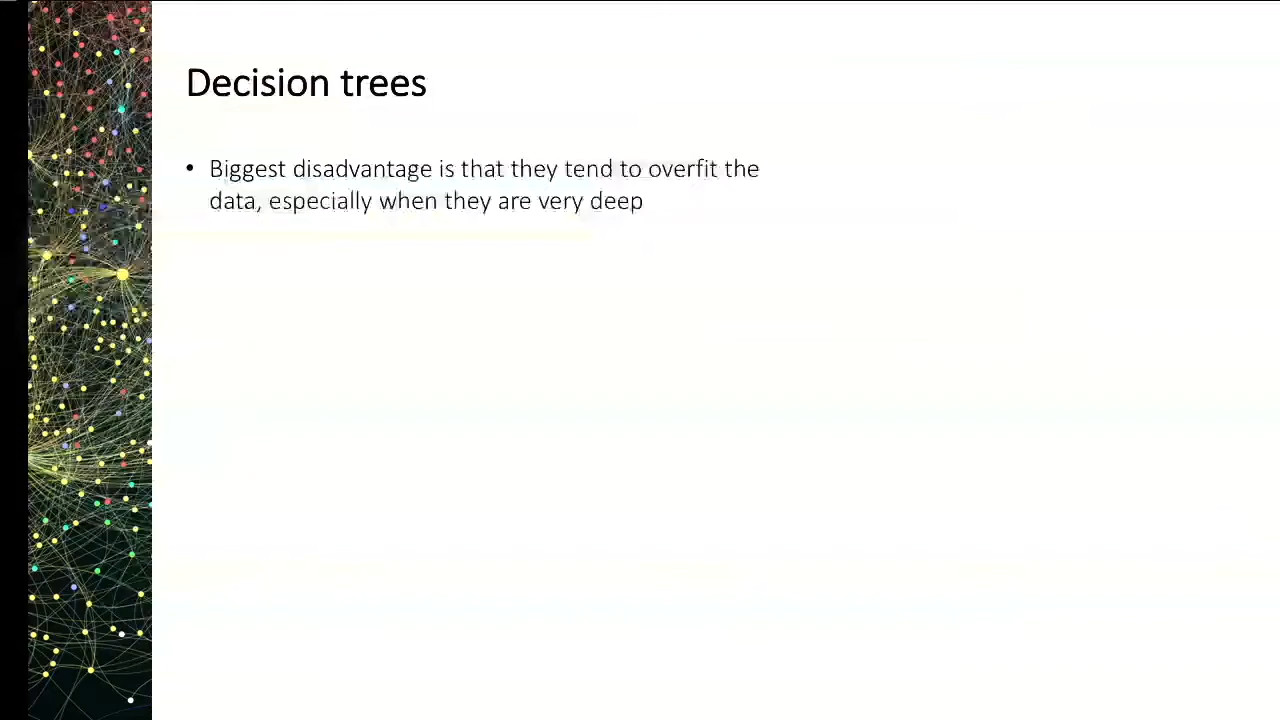 Decision trees
• Biggest disadvantage is that they tend to overfit the
data, especially when they are very deep